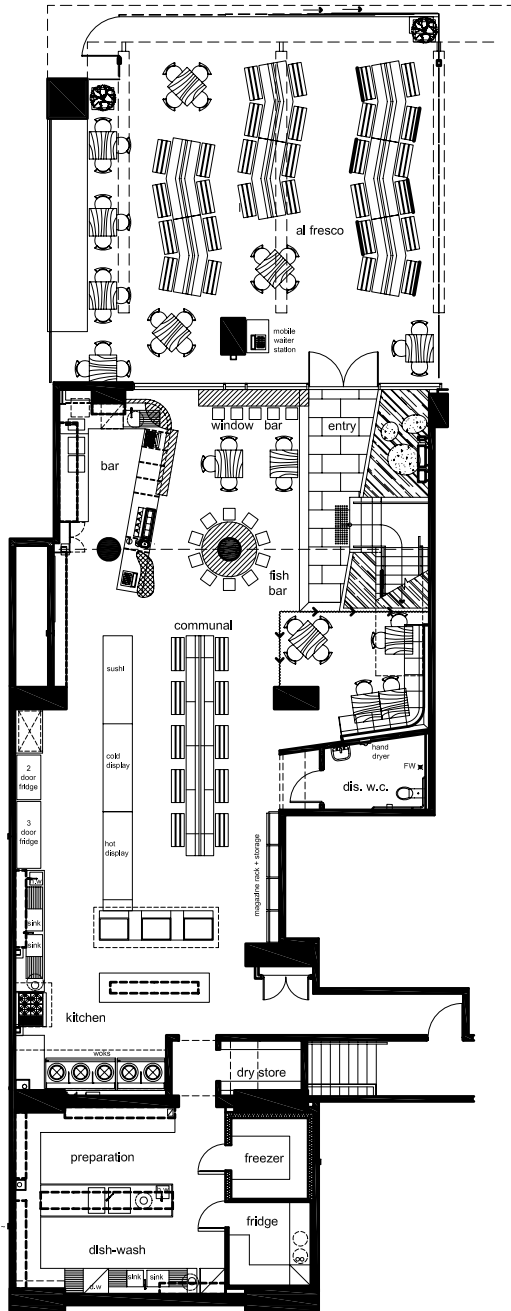 al fresco
mobile
waiter
station
window bar
entry
bar
fish
bar
communal
sushi
cold
display
hot
display
2
door
fridge
3
door
fridge
hand
dryer
FW
dis. w.c.
magazine rack + storage
sink
sink
kitchen
woks
dry store
preparation
freezer
fridge
dish-wash
d.w
sink
sink